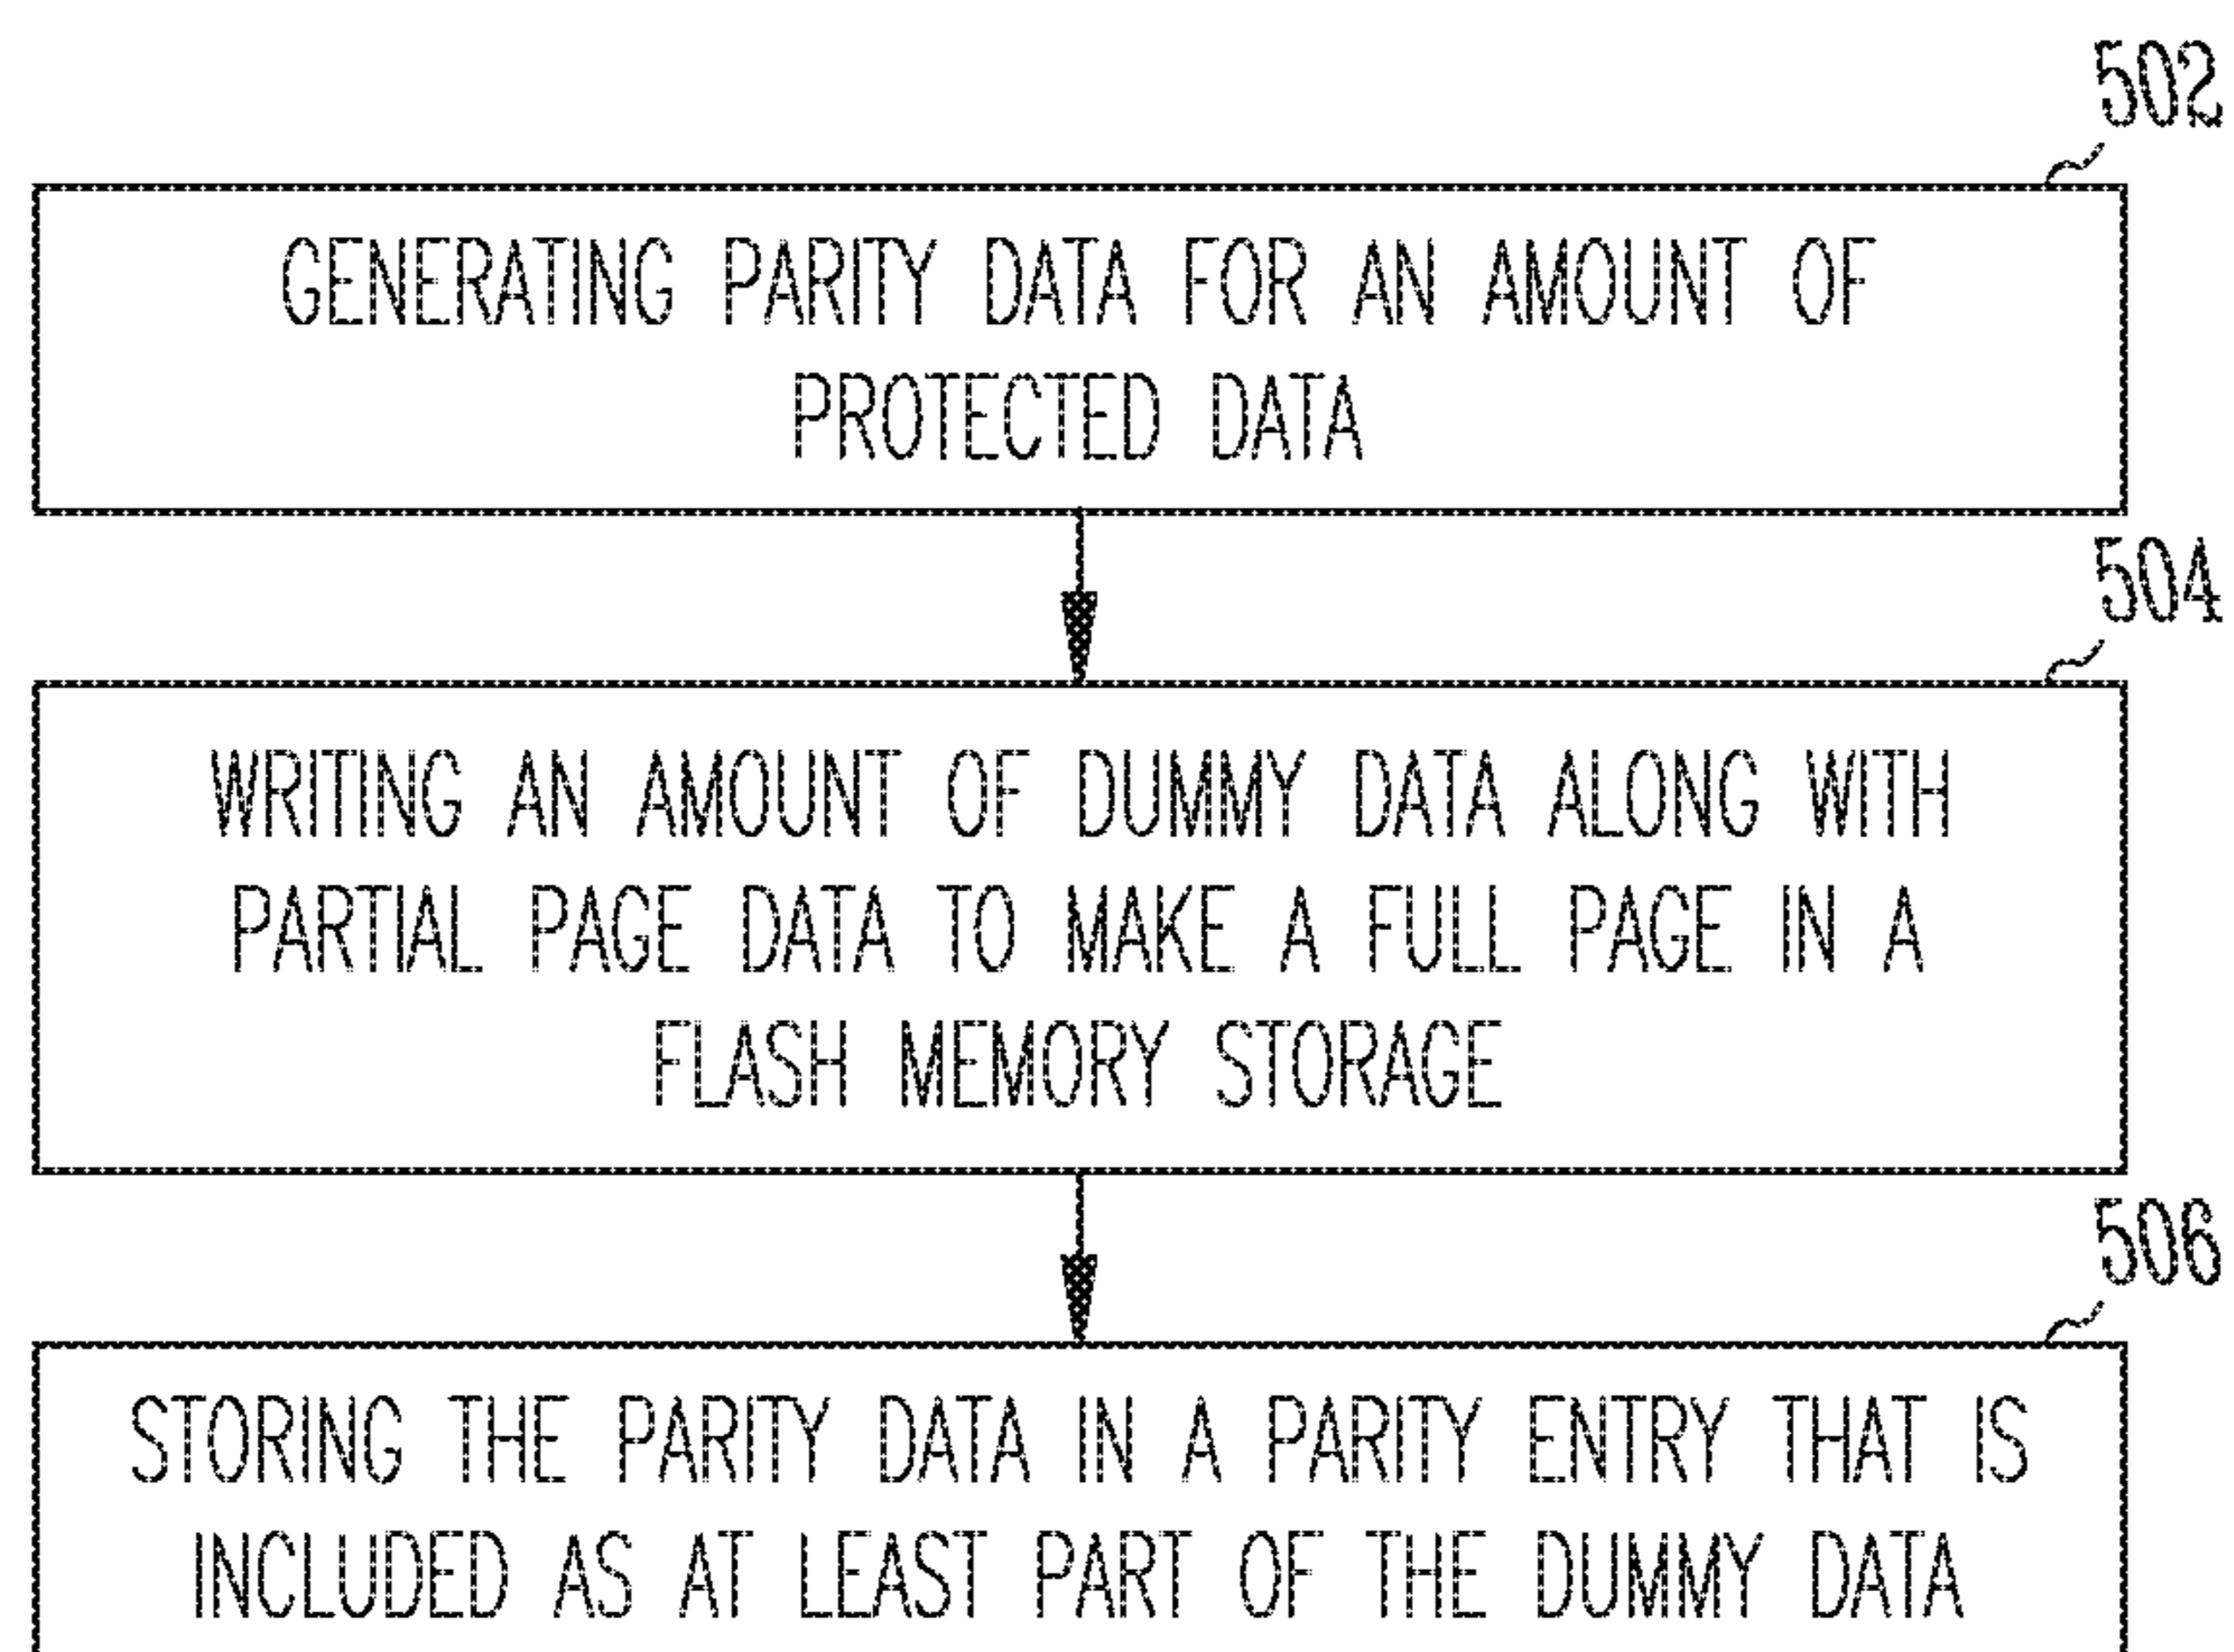 502
GENERATING PARITY DATA FOR AN AMOUNT OF
PROTECTED DATA
504
WRITING AN AMOUNT OF DUMMY DATA ALONG WITH
PARTIAL PAGE DATA TO MAKE A FULL PAGE IN A
FLASH MEMORY STORAGE
506
STORING THE PARITY DATA IN A PARITY ENTRY THAT IS
INCLUDED AS AT LEAST PART OF THE DUMMY DATA